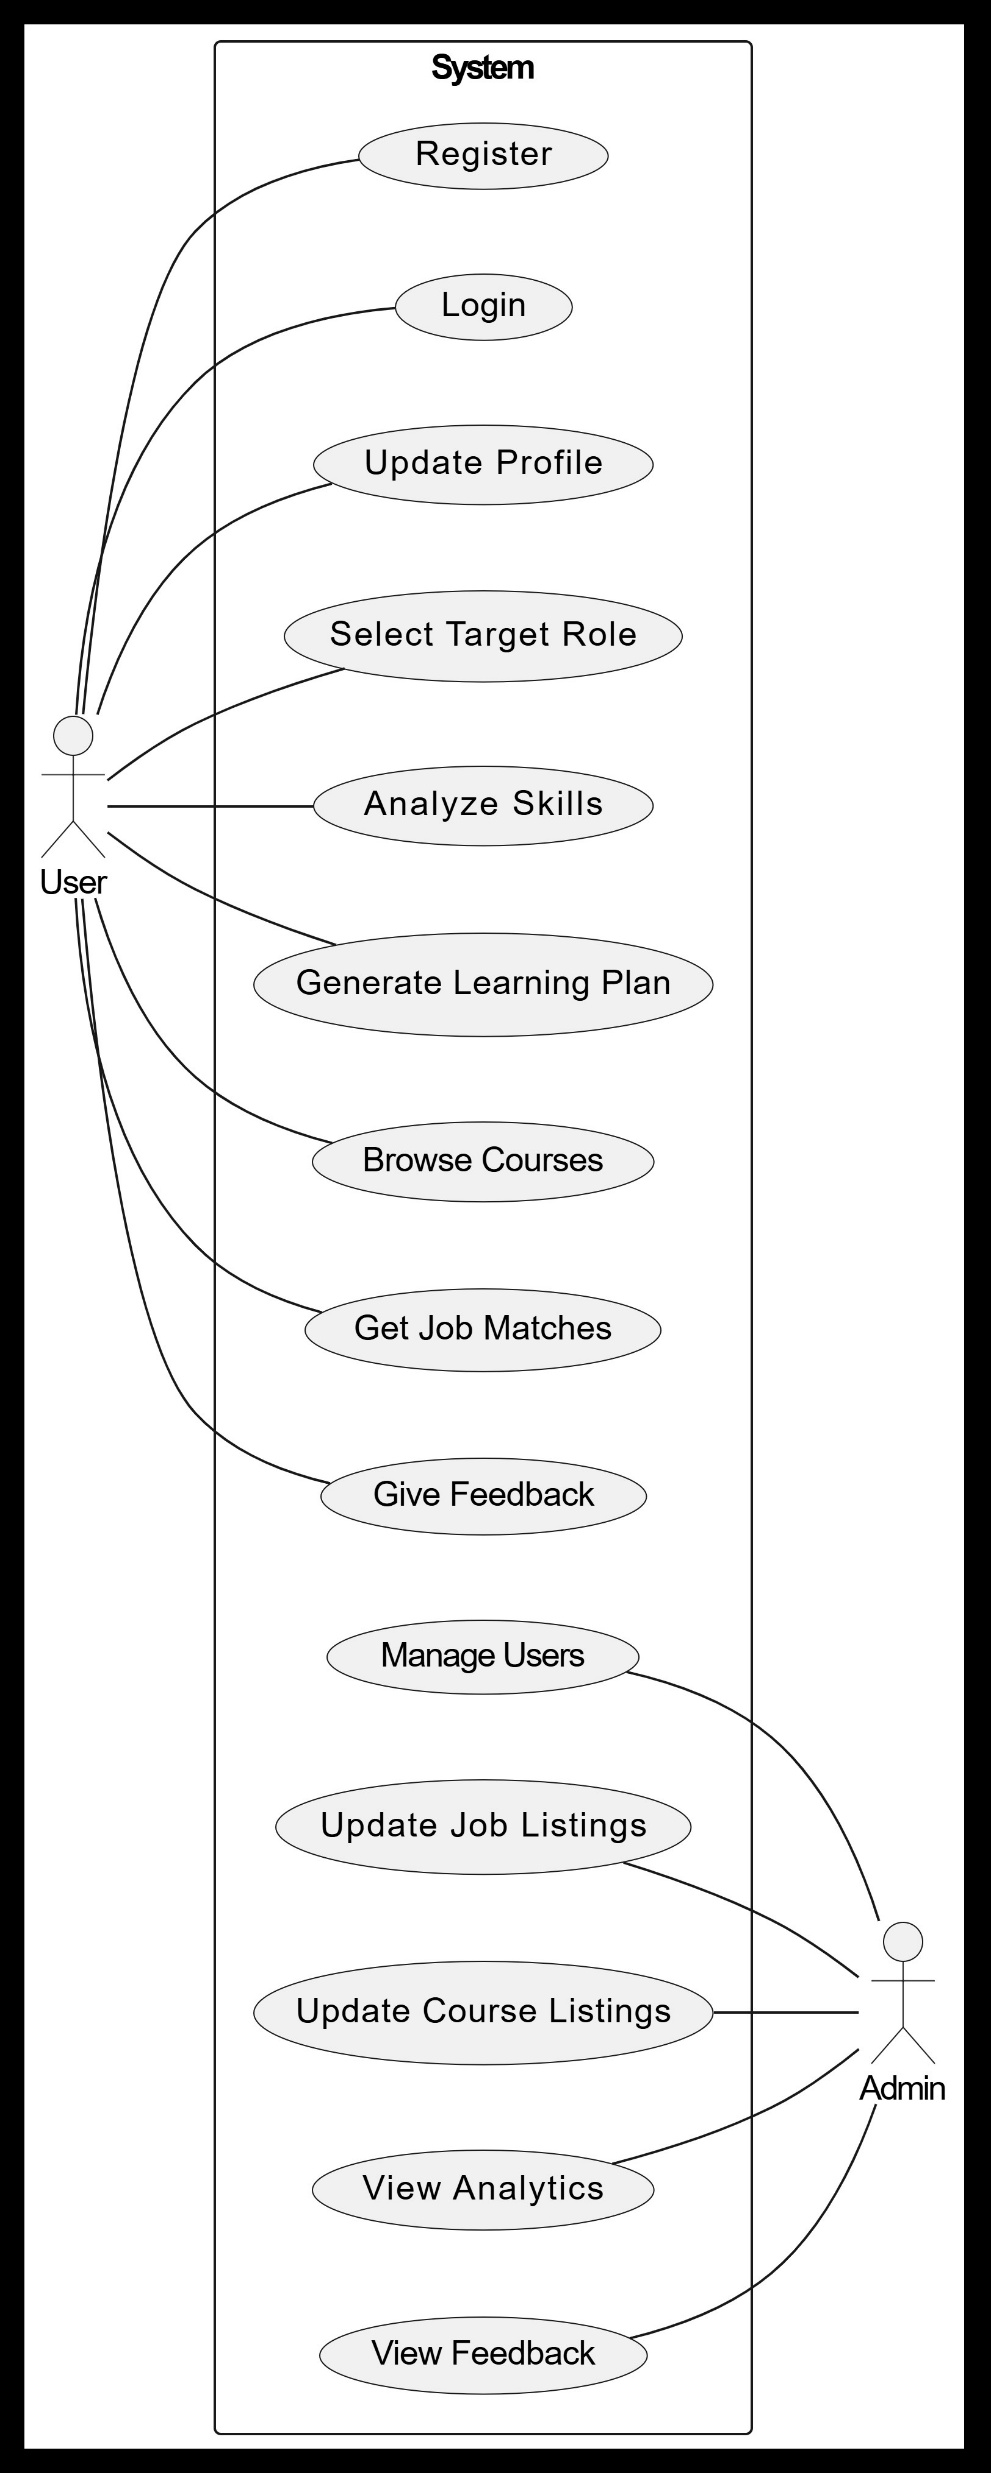 System
Register
Login
Update Profile
Select Target Role
Analyze Skills
User
Generate Learning Plan
Browse Courses
Get Job Matches
Give Feedback
Manage Users
Update Job Listings
Update Course Listings
Admin
View Analytics
View Feedback